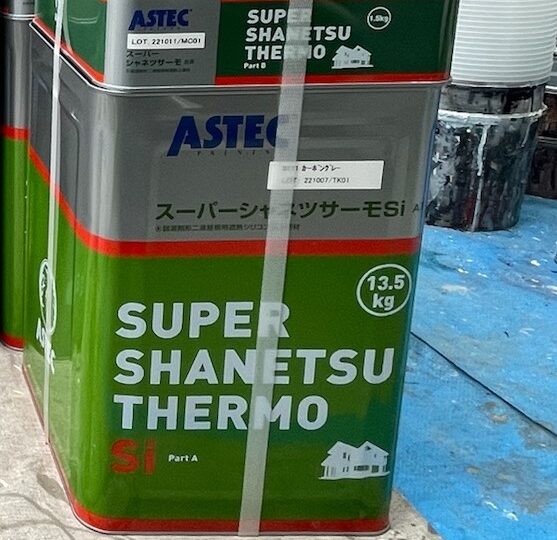 ASTEC
LOT. 221011/MC01
スーパー
シャネツサーモ
SUPER
SHANETSU
THERMO
Part B
1.5kg
ASTEC
PAINTS
カーボングレー
LOT. 221007/TK01
スーパーシャネツサーモSi A
13.5
kg
SUPER
SHANETSU
THERMO
Si Part A